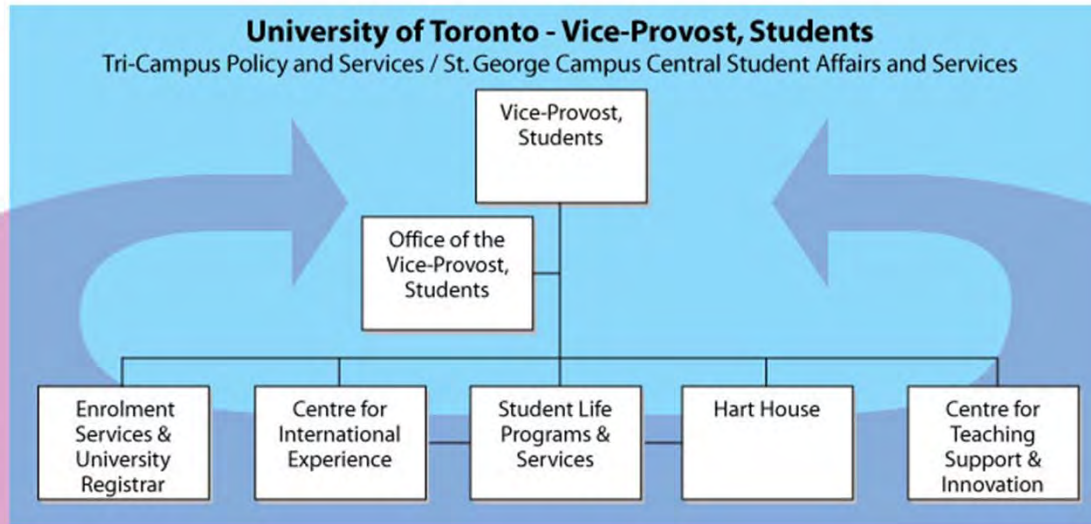 University of Toronto - Vice-Provost, Students
Tri-Campus Policy and Services / St. George Campus Central Student Affairs and Services
Vice-Provost,
Students
Office of the
Vice-Provost,
Students
Enrolment
Services &
University
Registrar
Centre for
International
Experience
Student Life
Programs &
Services
Hart House
Centre for
Teaching
Support &
Innovation